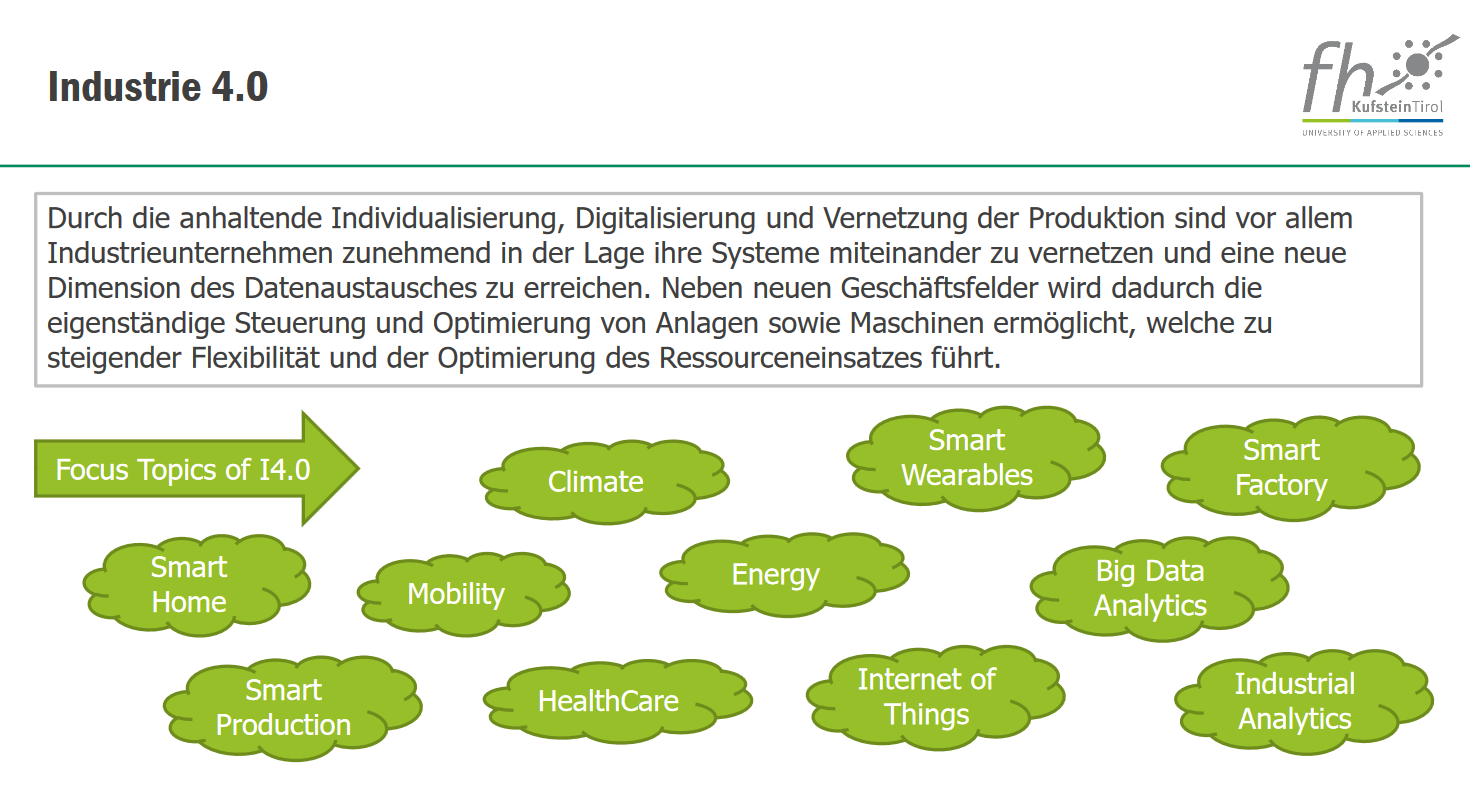 Industrie 4.0
fh
KufsteinTirol
UNIVERSITY OF APPLIED SCIENCES
Durch die anhaltende Individualisierung, Digitalisierung und Vernetzung der Produktion sind vor allem
Industrieunternehmen zunehmend in der Lage ihre Systeme miteinander zu vernetzen und eine neue
Dimension des Datenaustausches zu erreichen. Neben neuen Geschäftsfelder wird dadurch die
eigenständige Steuerung und Optimierung von Anlagen sowie Maschinen ermöglicht, welche zu
steigender Flexibilität und der Optimierung des Ressourceneinsatzes führt.
Focus Topics of I4.0
Climate
Smart
Wearables
Smart
Factory
Smart
Home
Mobility
Energy
Big Data
Analytics
Smart
Production
HealthCare
Internet of
Things
Industrial
Analytics